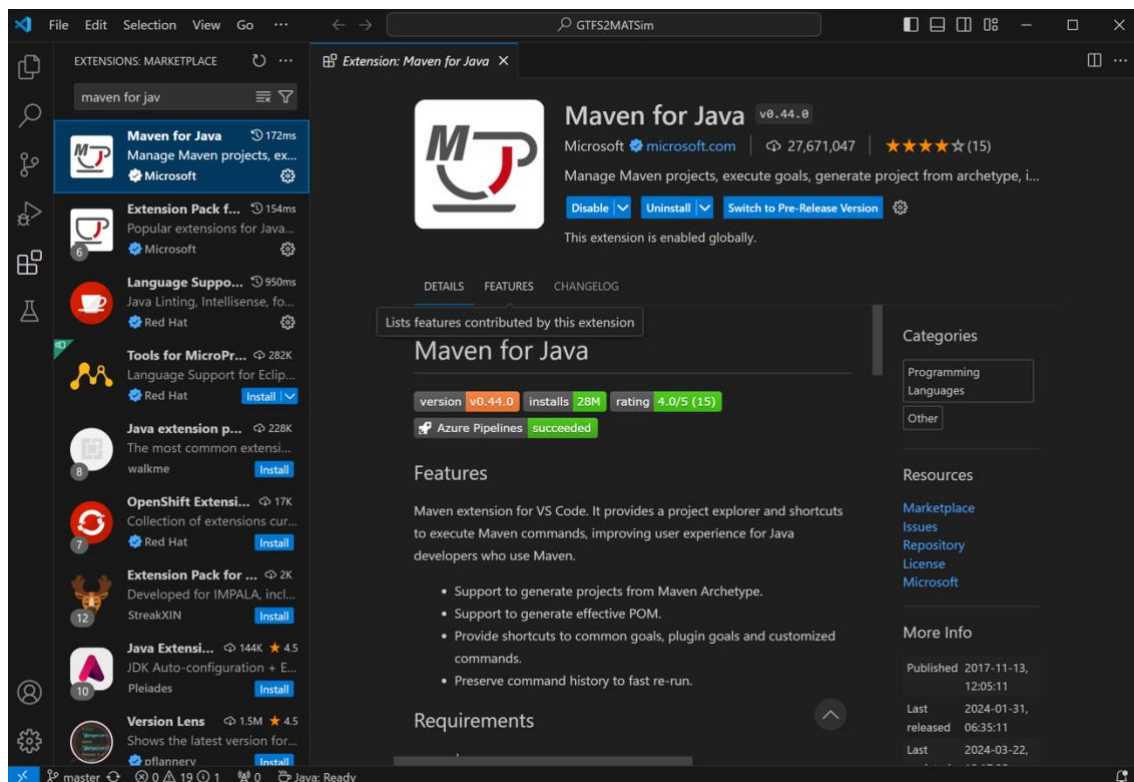 File Edit Selection View Go ··· GTFS2MATSim
EXTENSIONS: MARKETPLACE
maven for jav
Maven for Java 172ms
Manage Maven projects, ex...
Microsoft
Extension Pack f... 154ms
Popular extensions for Java...
6 Microsoft
Language Suppo... 950ms
Java Linting, Intellisense, fo...
Red Hat
Tools for MicroPr... 282K
Language Support for Eclip...
Red Hat Install
Java extension p... 228K
The most common extensi...
8 walkme Install
OpenShift Extensi... 17K
Collection of extensions cur...
7 Red Hat Install
Extension Pack for ... 2K
Developed for IMPALA, incl...
12 StreakXIN Install
Java Extensi... 144K ★ 4.5
JDK Auto-configuration + E...
10 Pleiades Install
Version Lens 1.5M ★ 4.5
Shows the latest version for...
pflannery Install
Extension: Maven for Java
Maven for Java v0.44.0
Microsoft microsoft.com 27,671,047 ★★★★☆(15)
Manage Maven projects, execute goals, generate project from archetype, i...
Disable Uninstall Switch to Pre-Release Version
This extension is enabled globally.
DETAILS FEATURES CHANGELOG
Lists features contributed by this extension
Maven for Java
version v0.44.0 installs 28M rating 4.0/5 (15)
Azure Pipelines succeeded
Features
Maven extension for VS Code. It provides a project explorer and shortcuts
to execute Maven commands, improving user experience for Java
developers who use Maven.
• Support to generate projects from Maven Archetype.
• Support to generate effective POM.
• Provide shortcuts to common goals, plugin goals and customized
commands.
• Preserve command history to fast re-run.
Requirements
Categories
Programming
Languages
Other
Resources
Marketplace
Issues
Repository
License
Microsoft
More Info
Published 2017-11-13,
12:05:11
Last 2024-01-31,
released 06:35:11
Last 2024-03-22,
master 0 19 1 0 Java: Ready